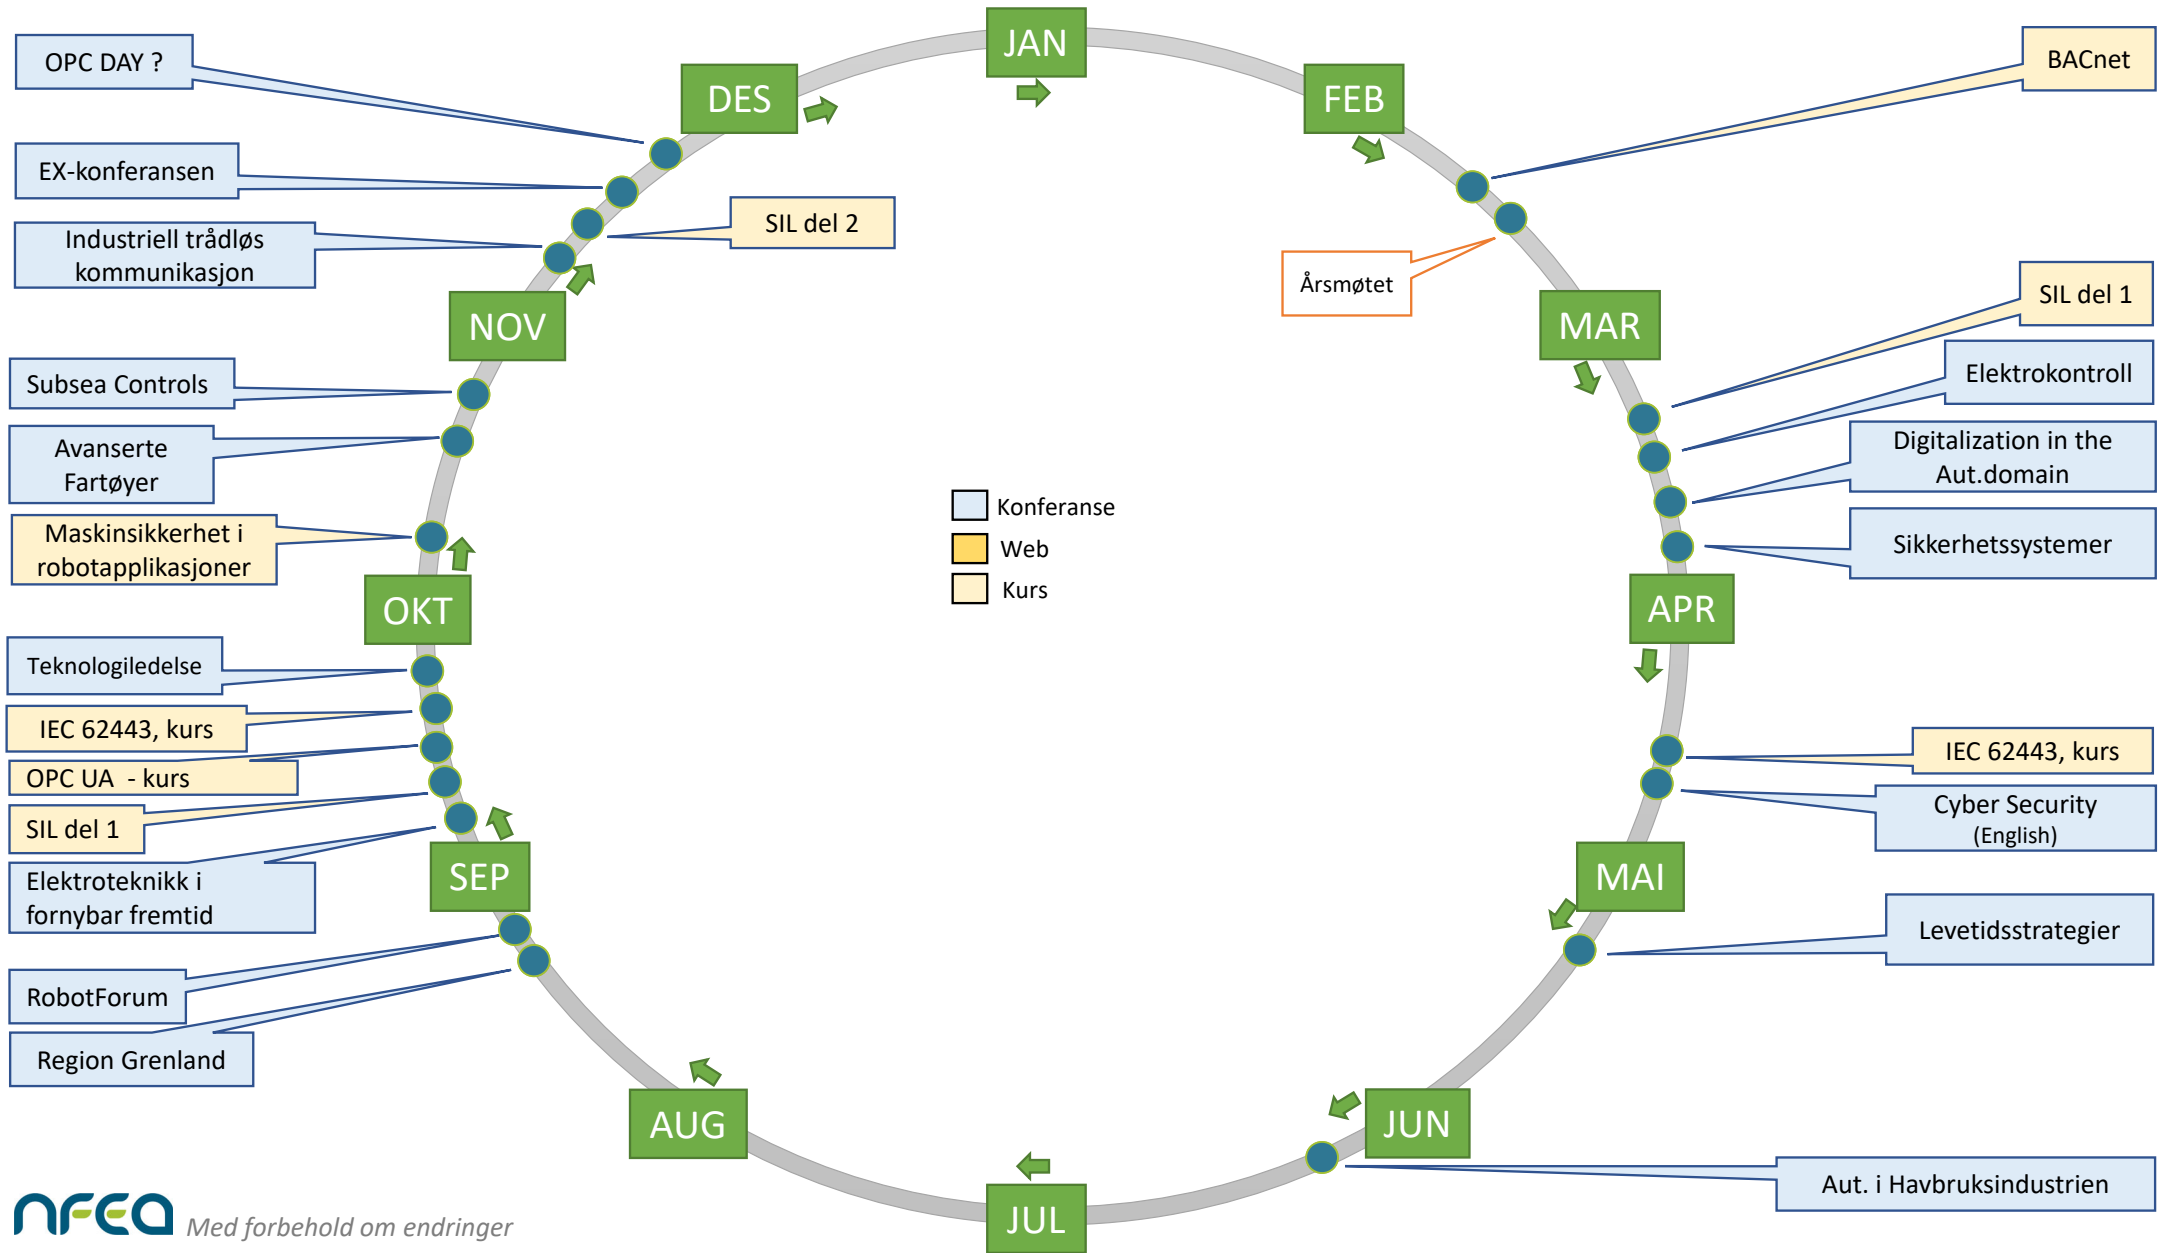 JAN
FEB
MAR
APR
MAI
JUN
JUL
AUG
SEP
OKT
NOV
DES
BACnet
Årsmøtet
SIL del 1
Elektrokontroll
Digitalization in the
Aut.domain
Sikkerhetssystemer
IEC 62443, kurs
Cyber Security
(English)
Levetidsstrategier
Aut. i Havbruksindustrien
Region Grenland
RobotForum
Elektroteknikk i
fornybar fremtid
SIL del 1
OPC UA - kurs
IEC 62443, kurs
Teknologiledelse
Maskinsikkerhet i
robotapplikasjoner
Avanserte
Fartøyer
Subsea Controls
Industriell trådløs
kommunikasjon
SIL del 2
EX-konferansen
OPC DAY ?
Konferanse
Web
Kurs
nfea
Med forbehold om endringer